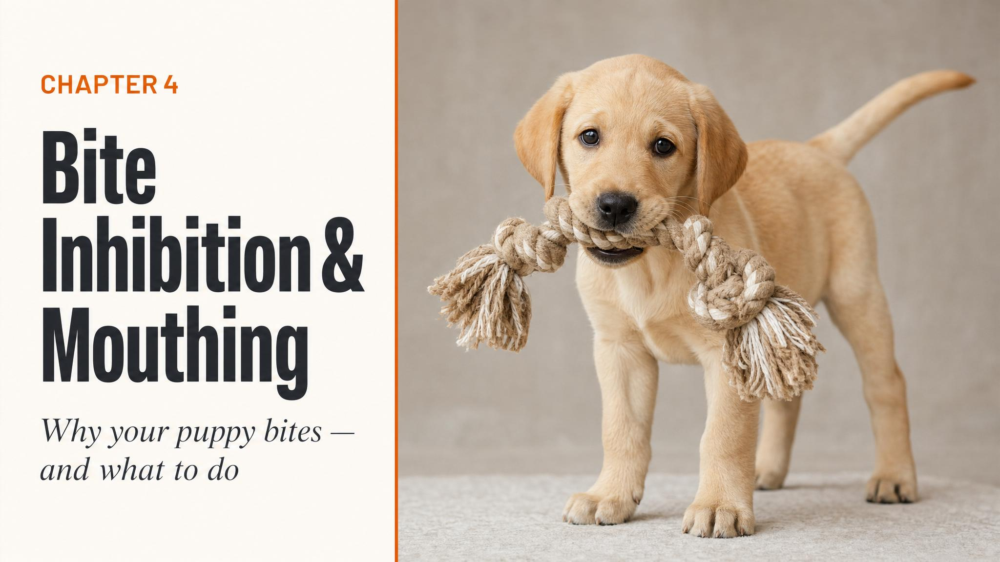 CHAPTER 4
Bite
Inhibition &
Mouthing
Why your puppy bites —
and what to do